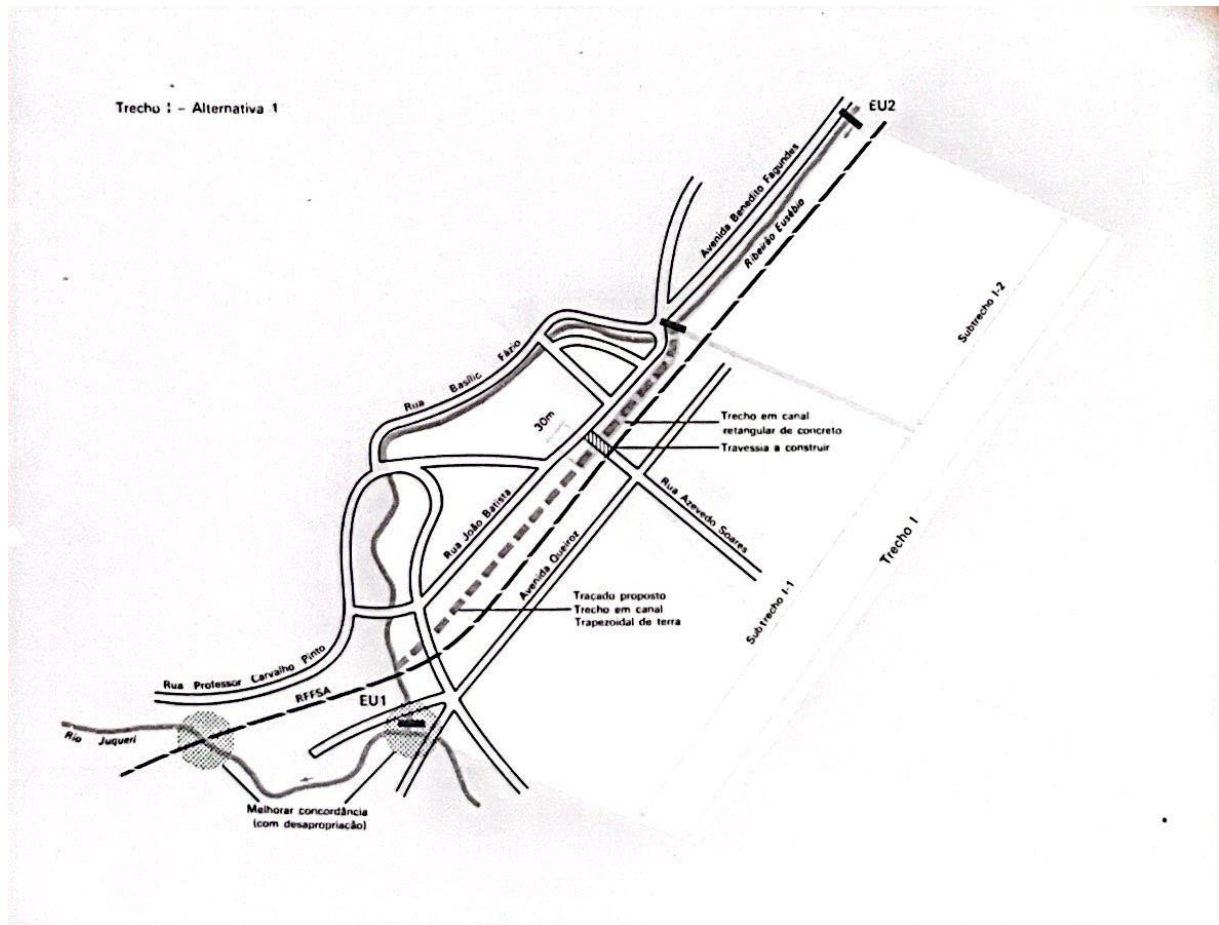 Trecho I - Alternativa 1
EU2
Avenida Benedito Fagundes
Ribeirão Eusébio
Subtrecho I-2
Rua Basílic Fázio
30m
Trecho em canal
retangular de concreto
Travessia a construir
Rua Azevedo Soares
Rua João Batista
Avenida Queiroz
Trecho I
Subtrecho I-1
Traçado proposto
Trecho em canal
Trapezoidal de terra
Rua Professor Carvalho Pinto
RFFSA
EU1
Rio Juqueri
Melhorar concordância
(com desapropriação)